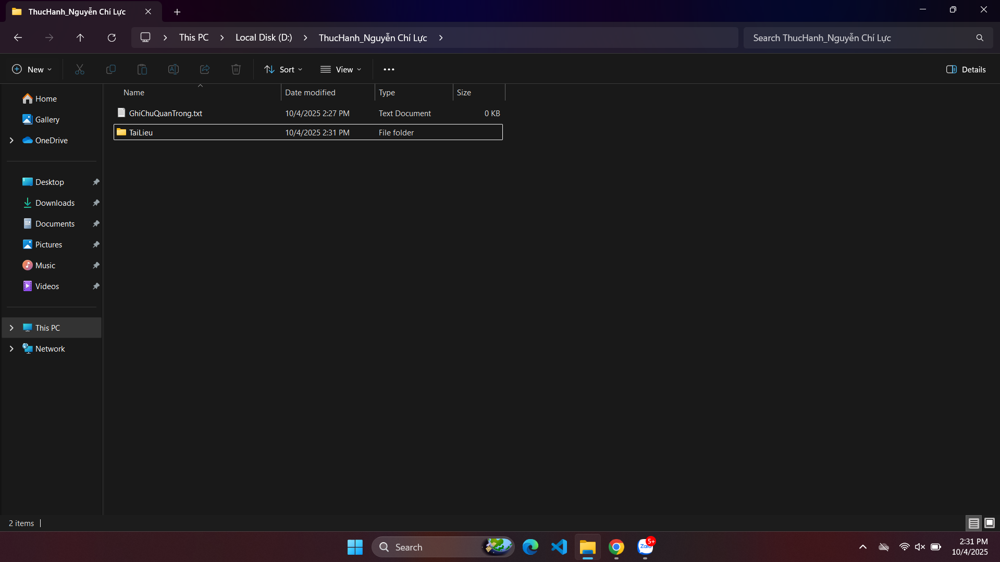 ThucHanh_Nguyễn Chí Lực
This PC > Local Disk (D:) > ThucHanh_Nguyễn Chí Lực >
Search ThucHanh_Nguyễn Chí Lực
New
Sort
View
Details
Name Date modified Type Size
GhiChuQuanTrong.txt 10/4/2025 2:27 PM Text Document 0 KB
TaiLieu 10/4/2025 2:31 PM File folder
Home
Gallery
OneDrive
Desktop
Downloads
Documents
Pictures
Music
Videos
This PC
Network
2 items
Search
Zalo
5+
2:31 PM
10/4/2025